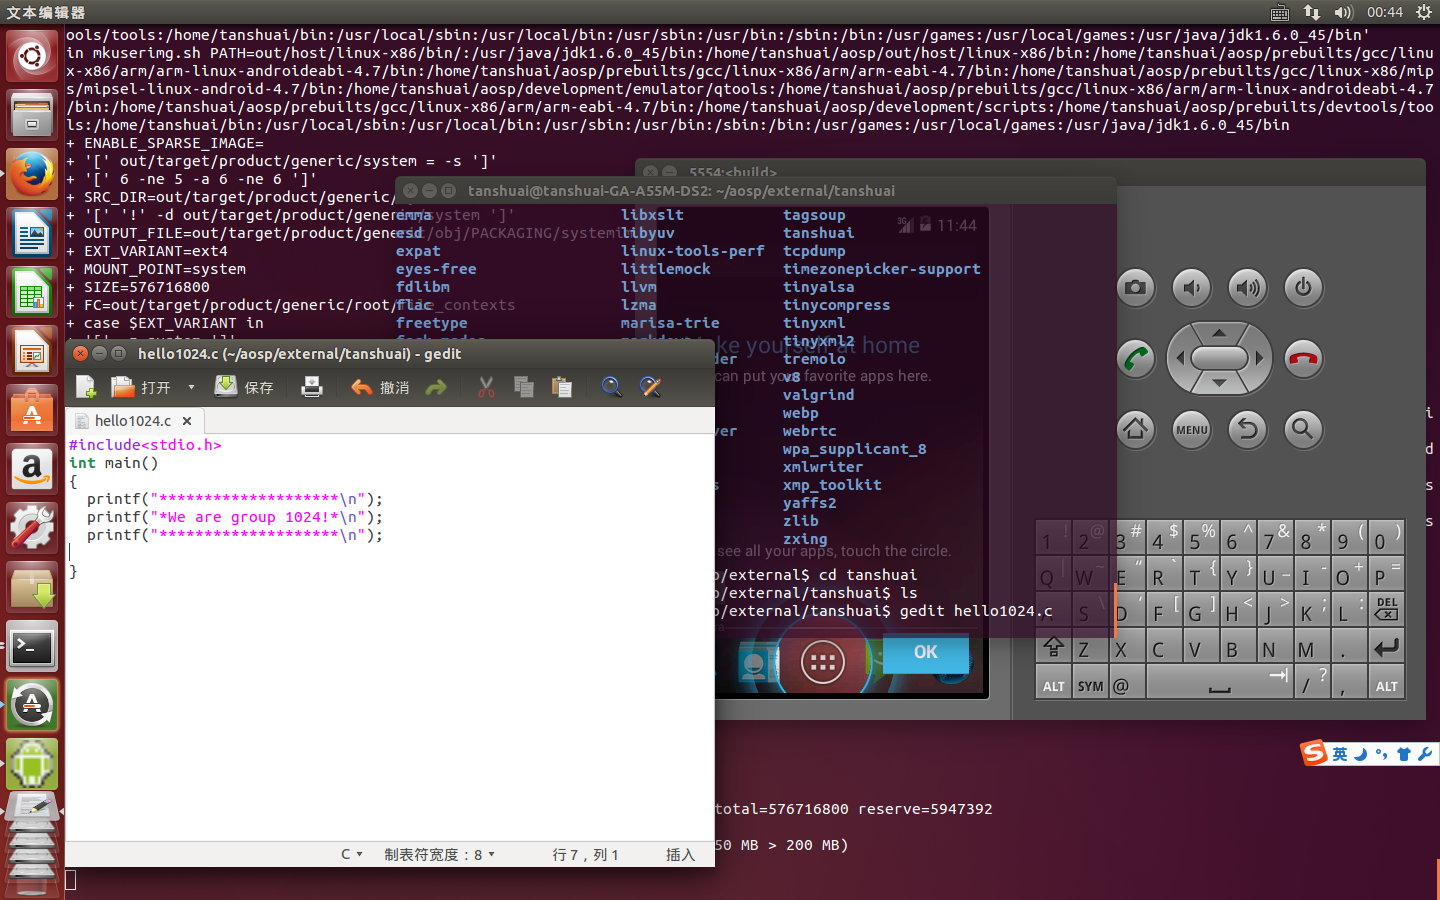 文本编辑器
00:44
ools/tools:/home/tanshuai/bin:/usr/local/sbin:/usr/local/bin:/usr/sbin:/usr/bin:/sbin:/bin:/usr/games:/usr/local/games:/usr/java/jdk1.6.0_45/bin'
in mkuserimg.sh PATH=out/host/linux-x86/bin/:/usr/java/jdk1.6.0_45/bin:/home/tanshuai/aosp/out/host/linux-x86/bin:/home/tanshuai/aosp/prebuilts/gcc/linu
x-x86/arm/arm-linux-androideabi-4.7/bin:/home/tanshuai/aosp/prebuilts/gcc/linux-x86/arm/arm-eabi-4.7/bin:/home/tanshuai/aosp/prebuilts/gcc/linux-x86/mip
s/mipsel-linux-android-4.7/bin:/home/tanshuai/aosp/development/emulator/qtools:/home/tanshuai/aosp/prebuilts/gcc/linux-x86/arm/arm-linux-androideabi-4.7
/bin:/home/tanshuai/aosp/prebuilts/gcc/linux-x86/arm/arm-eabi-4.7/bin:/home/tanshuai/aosp/development/scripts:/home/tanshuai/aosp/prebuilts/devtools/too
ls:/home/tanshuai/bin:/usr/local/sbin:/usr/local/bin:/usr/sbin:/usr/bin:/sbin:/bin:/usr/games:/usr/local/games:/usr/java/jdk1.6.0_45/bin
+ ENABLE_SPARSE_IMAGE=
+ '[' out/target/product/generic/system = -s ']'
+ '[' 6 -ne 5 -a 6 -ne 6 ']'
+ SRC_DIR=out/target/product/generic/
+ '[' '!' -d out/target/product/generic/system ']'
+ OUTPUT_FILE=out/target/product/generic/obj/PACKAGING/systemi
+ EXT_VARIANT=ext4
+ MOUNT_POINT=system
+ SIZE=576716800
+ FC=out/target/product/generic/root/file_contexts
+ case $EXT_VARIANT in
5554:<build>
tanshuai@tanshuai-GA-A55M-DS2: ~/aosp/external/tanshuai
libxslt tagsoup
libyuv tanshuai
expat linux-tools-perf tcpdump
eyes-free littlemock timezonepicker-support
fdlibm llvm tinyalsa
flac lzma tinycompress
freetype marisa-trie tinyxml
tinyxml2
tremolo
v8
valgrind
webp
webrtc
wpa_supplicant_8
xmlwriter
xmp_toolkit
yaffs2
zlib
zxing
p/external$ cd tanshuai
p/external/tanshuai$ ls
p/external/tanshuai$ gedit hello1024.c
3G
11:44
ke yourself at home
can put your favorite apps here.
see all your apps, touch the circle.
OK
MENU
1 ! 2 @ 3 # 4 $ 5 % 6 ^ 7 & 8 * 9 ( 0 )
Q | W ~ E “ R ` T { Y } U _ I - O + P =
A S \ D ‘ F [ G ] H < J > K ; L : DEL
Z X C V B N M .
ALT SYM @ / ? , ALT
hello1024.c (~/aosp/external/tanshuai) - gedit
打开 保存 撤消
hello1024.c
#include<stdio.h>
int main()
{
printf("********************\n");
printf("*We are group 1024!*\n");
printf("********************\n");
}
C 制表符宽度：8 行 7，列 1 插入
英
total=576716800 reserve=5947392
50 MB > 200 MB)